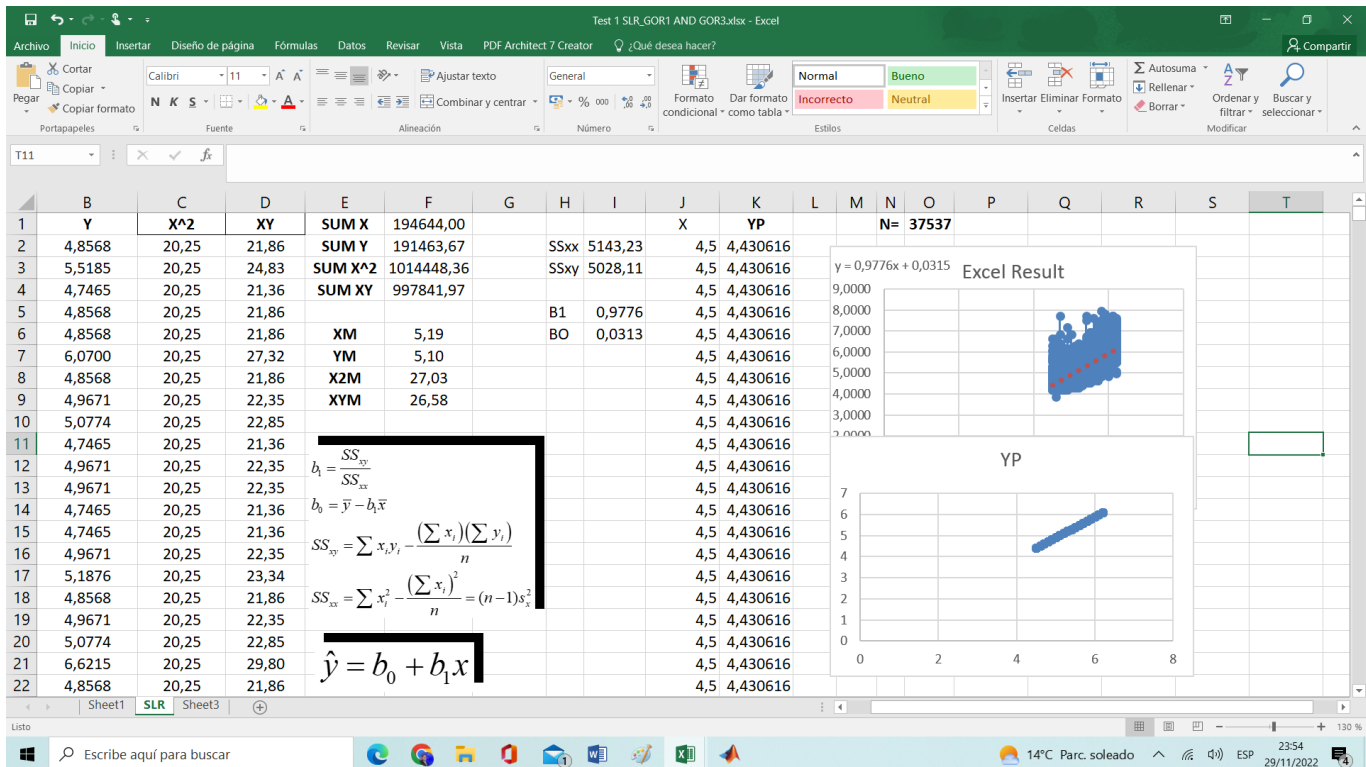 Test 1 SLR_GOR1 AND GOR3.xlsx - Excel
Archivo Inicio Insertar Diseño de página Fórmulas Datos Revisar Vista PDF Architect 7 Creator ¿Qué desea hacer? Compartir
Pegar Cortar Copiar Copiar formato
Calibri 11 A A
N K S A
Ajustar texto
Combinar y centrar
General
% 000
Formato condicional Dar formato como tabla
Normal Bueno
Incorrecto Neutral
Insertar Eliminar Formato
Σ Autosuma
Rellenar
Borrar
Ordenar y filtrar Buscar y seleccionar
Portapapeles Fuente Alineación Número Estilos Celdas Modificar
T11 fx
B C D E F G H I J K L M N O P Q R S T
1 Y X^2 XY SUM X 194644,00 X YP N= 37537
2 4,8568 20,25 21,86 SUM Y 191463,67 SSxx 5143,23 4,5 4,430616
3 5,5185 20,25 24,83 SUM X^2 1014448,36 SSxy 5028,11 4,5 4,430616
4 4,7465 20,25 21,36 SUM XY 997841,97 4,5 4,430616
5 4,8568 20,25 21,86 B1 0,9776 4,5 4,430616
6 4,8568 20,25 21,86 XM 5,19 BO 0,0313 4,5 4,430616
7 6,0700 20,25 27,32 YM 5,10 4,5 4,430616
8 4,8568 20,25 21,86 X2M 27,03 4,5 4,430616
9 4,9671 20,25 22,35 XYM 26,58 4,5 4,430616
10 5,0774 20,25 22,85 4,5 4,430616
11 4,7465 20,25 21,36 4,5 4,430616
12 4,9671 20,25 22,35 4,5 4,430616
13 4,9671 20,25 22,35 4,5 4,430616
14 4,7465 20,25 21,36 4,5 4,430616
15 4,7465 20,25 21,36 4,5 4,430616
16 4,9671 20,25 22,35 4,5 4,430616
17 5,1876 20,25 23,34 4,5 4,430616
18 4,8568 20,25 21,86 4,5 4,430616
19 4,9671 20,25 22,35 4,5 4,430616
20 5,0774 20,25 22,85 4,5 4,430616
21 6,6215 20,25 29,80 4,5 4,430616
22 4,8568 20,25 21,86 4,5 4,430616
b₁ = SSxy / SSxx
b₀ = ȳ − b₁x̄
SSxy = ∑ xᵢyᵢ − (∑ xᵢ)(∑ yᵢ) / n
SSxx = ∑ xᵢ² − (∑ xᵢ)² / n = (n−1)sₓ²
ŷ = b₀ + b₁x
y = 0,9776x + 0,0315 Excel Result
9,0000
8,0000
7,0000
6,0000
5,0000
4,0000
3,0000
YP
7
6
5
4
3
2
1
0
0 2 4 6 8
Sheet1 SLR Sheet3
Listo 130 %
Escribe aquí para buscar 1 14°C Parc. soleado ESP 23:54 29/11/2022 4